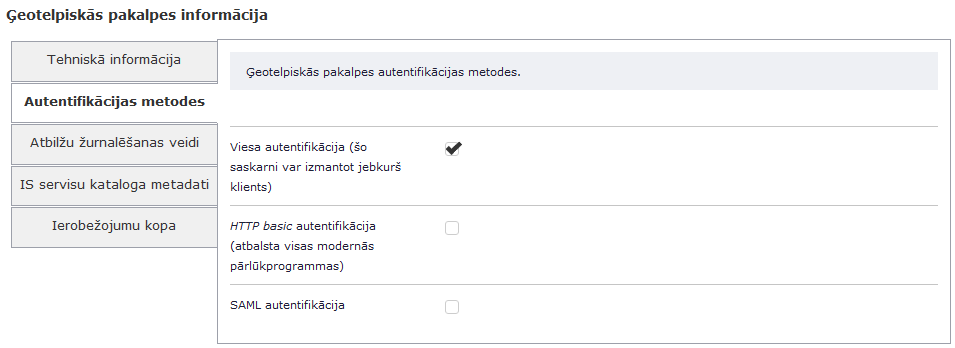 Ģeotelpiskās pakalpes informācija
Tehniskā informācija
Autentifikācijas metodes
Atbilžu žurnalēšanas veidi
IS servisu kataloga metadati
Ierobežojumu kopa
Ģeotelpiskās pakalpes autentifikācijas metodes.
Viesa autentifikācija (šo
saskarni var izmantot jebkurš
klients)
HTTP basic autentifikācija
(atbalsta visas modernās
pārlūkprogrammas)
SAML autentifikācija